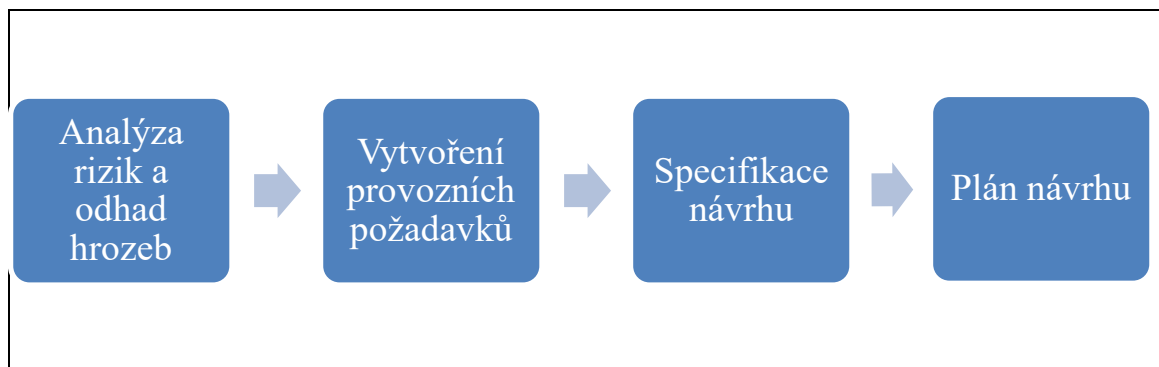 Analýza
rizik a
odhad
hrozeb
Vytvoření
provozních
požadavků
Specifikace
návrhu
Plán návrhu